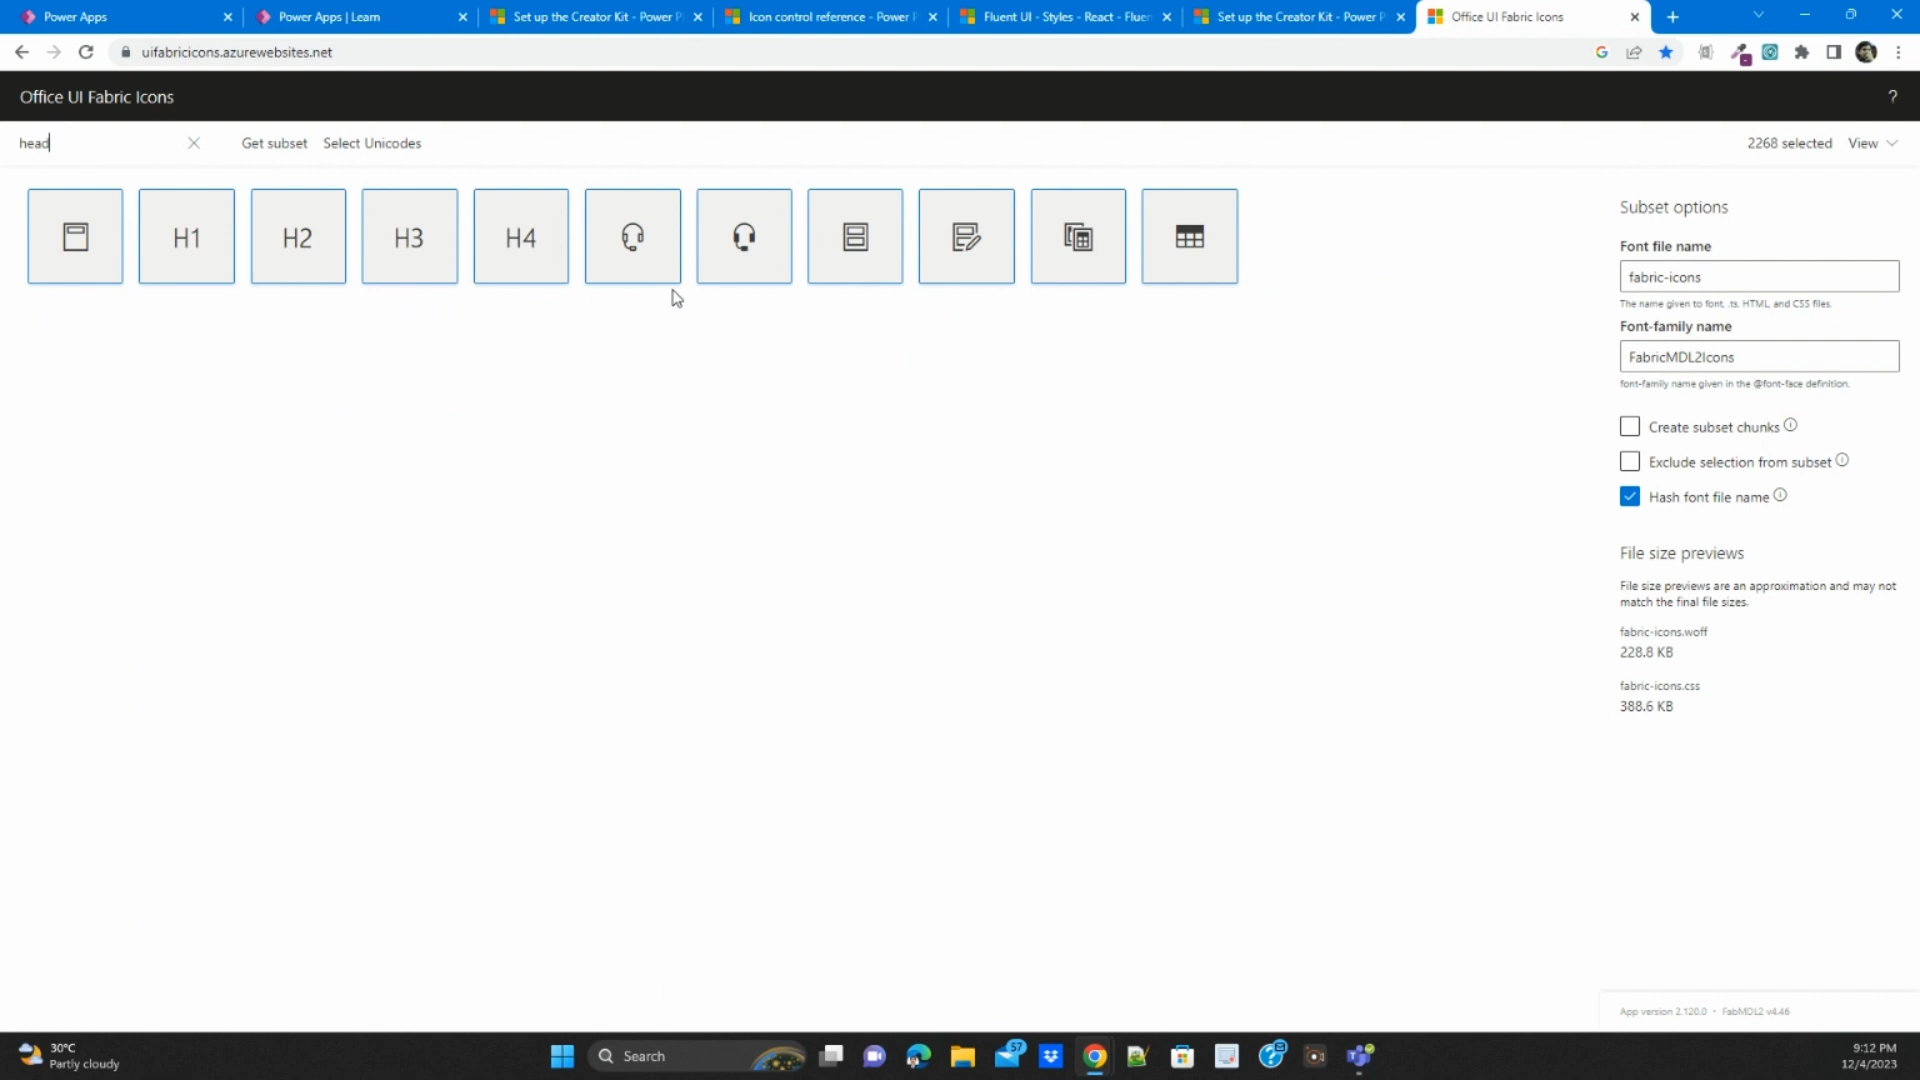 Power Apps
Power Apps | Learn
Set up the Creator Kit - Power P
Icon control reference - Power P
Fluent UI - Styles - React - Fluen
Set up the Creator Kit - Power P
Office UI Fabric Icons
uifabricicons.azurewebsites.net
Office UI Fabric Icons
?
head
Get subset
Select Unicodes
2268 selected
View
H1
H2
H3
H4
Subset options
Font file name
fabric-icons
The name given to font, .ts, HTML, and CSS files.
Font-family name
FabricMDL2Icons
font-family name given in the @font-face definition.
Create subset chunks
Exclude selection from subset
Hash font file name
File size previews
File size previews are an approximation and may not
match the final file sizes.
fabric-icons.woff
228.8 KB
fabric-icons.css
388.6 KB
App version 2.120.0 • FabMDL2 v4.46
30°C
Partly cloudy
Search
57
9:12 PM
12/4/2023